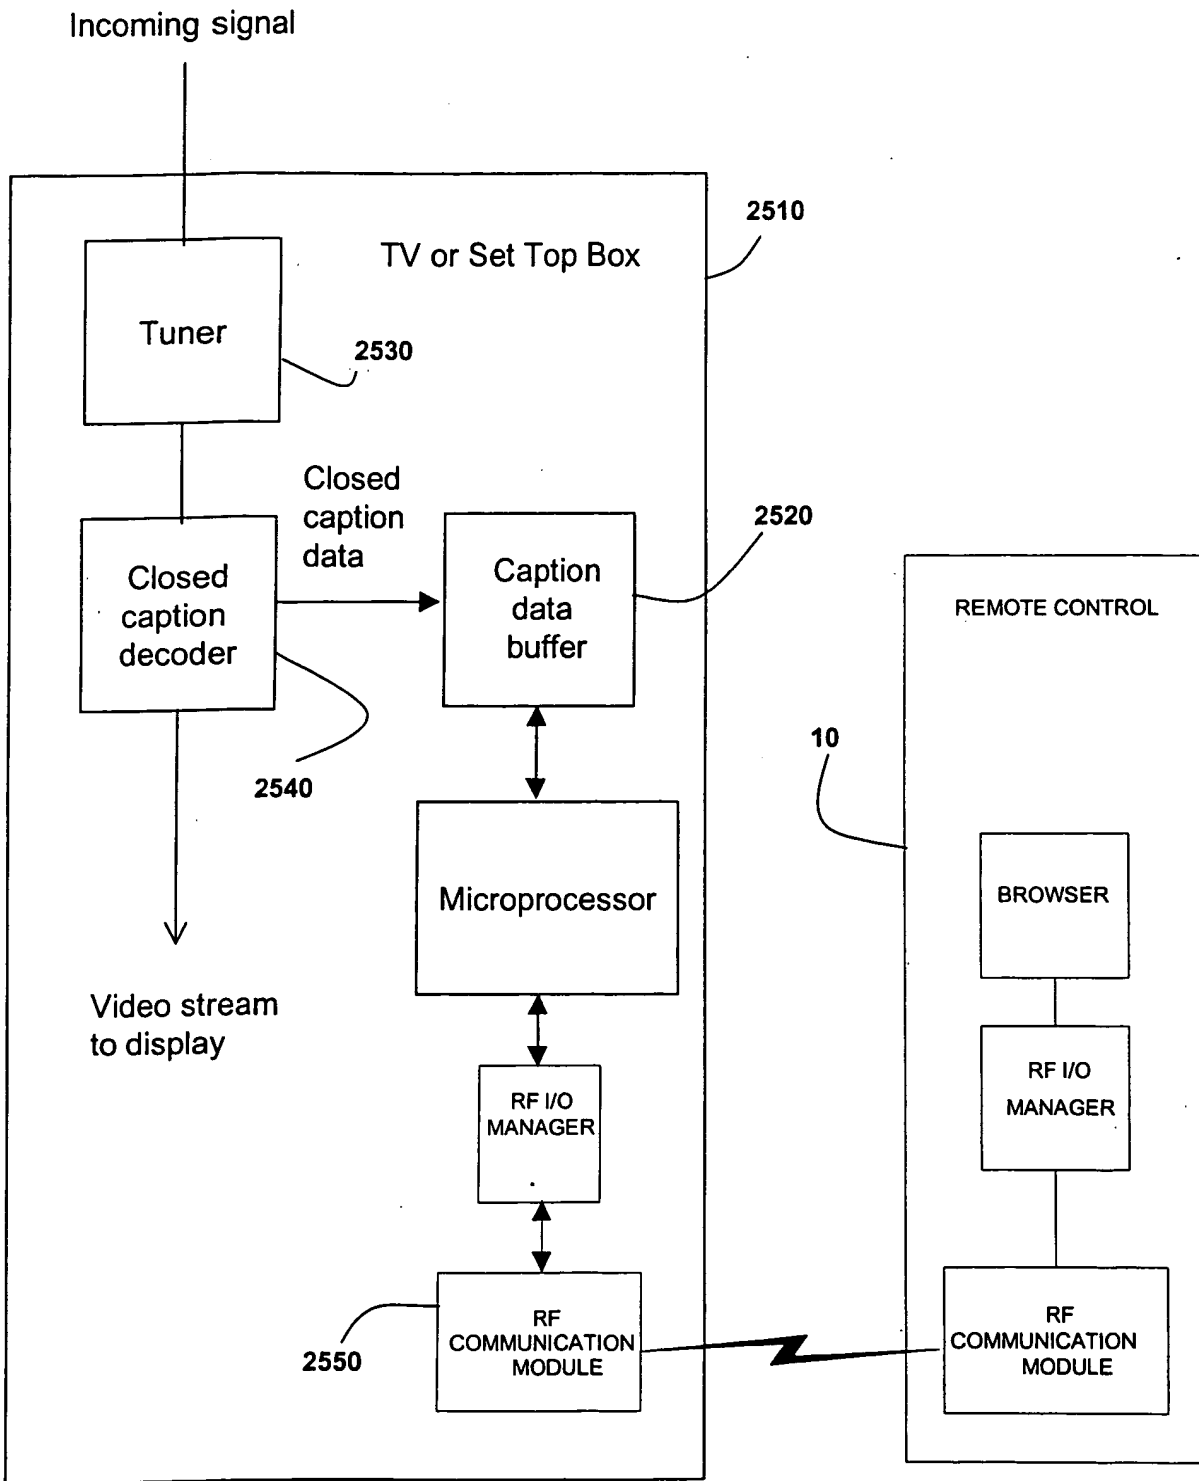 Incoming signal
2510
TV or Set Top Box
Tuner
2530
Closed
caption
data
2520
Closed
caption
decoder
Caption
data
buffer
REMOTE CONTROL
10
2540
Microprocessor
BROWSER
Video stream
to display
RF I/O
MANAGER
RF I/O
MANAGER
RF
COMMUNICATION
MODULE
2550
RF
COMMUNICATION
MODULE